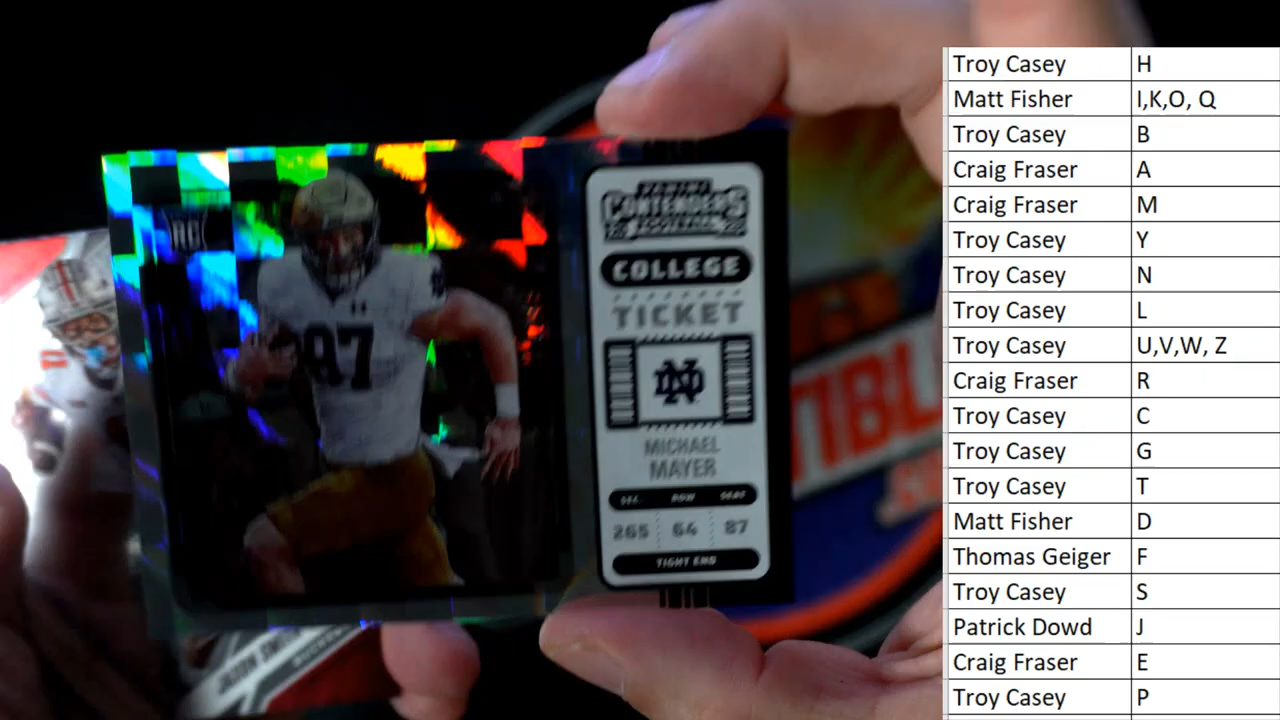 RC
87
PANINI
CONTENDERS
FOOTBALL
COLLEGE
TICKET
ND
MICHAEL
MAYER
SEC. ROW SEAT
265 64 87
TIGHT END
TIBL
Troy Casey H
Matt Fisher I,K,O, Q
Troy Casey B
Craig Fraser A
Craig Fraser M
Troy Casey Y
Troy Casey N
Troy Casey L
Troy Casey U,V,W, Z
Craig Fraser R
Troy Casey C
Troy Casey G
Troy Casey T
Matt Fisher D
Thomas Geiger F
Troy Casey S
Patrick Dowd J
Craig Fraser E
Troy Casey P